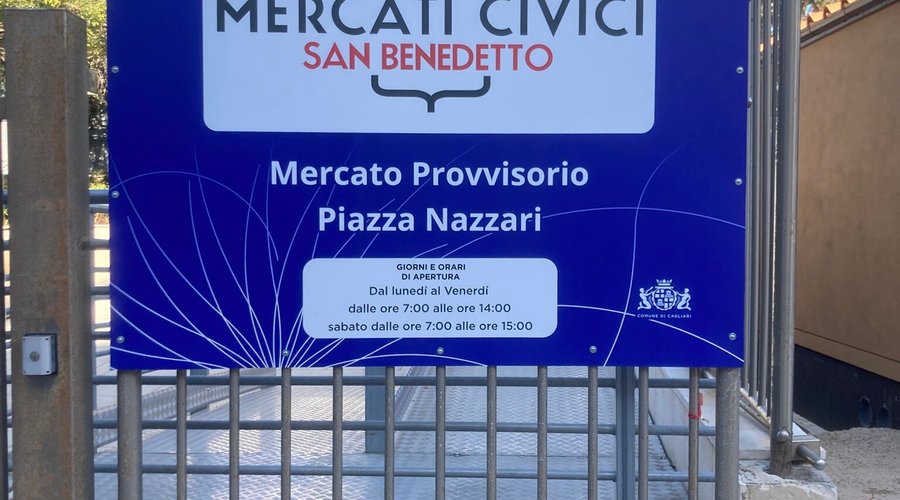 MERCATI CIVICI
SAN BENEDETTO
Mercato Provvisorio
Piazza Nazzari
GIORNI E ORARI
DI APERTURA
Dal lunedì al Venerdí
dalle ore 7:00 alle ore 14:00
sabato dalle ore 7:00 alle ore 15:00
COMUNE DI CAGLIARI